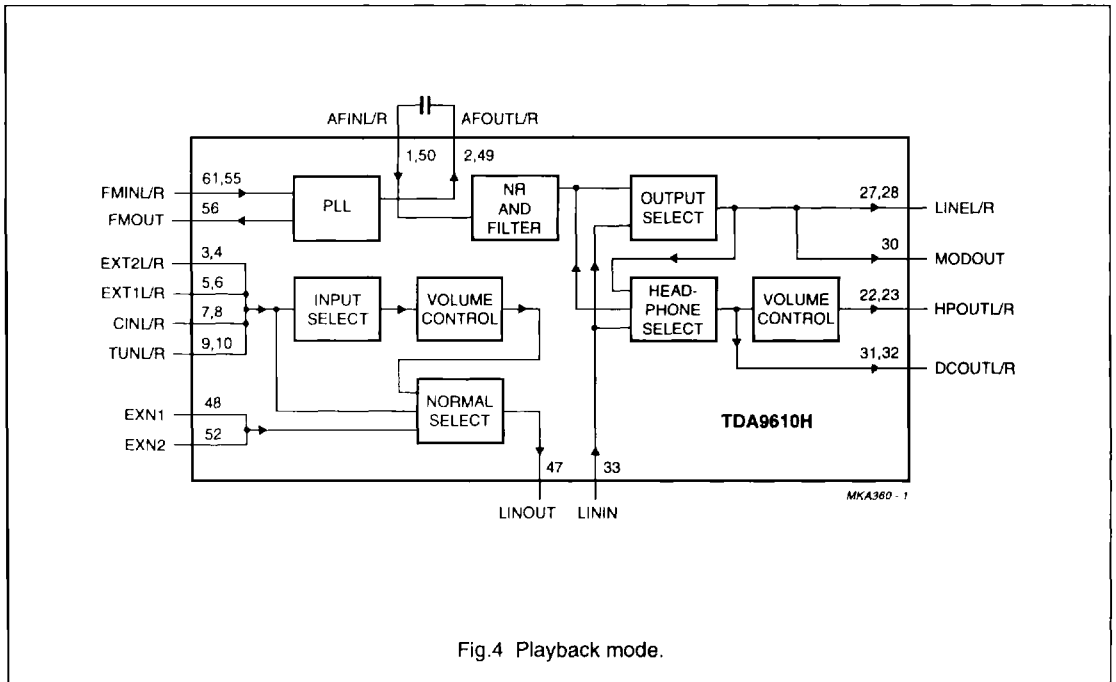 AFINL/R AFOUTL/R
1,50 2,49
FMINL/R 61,55
FMOUT 56
PLL
NR
AND
FILTER
OUTPUT
SELECT
27,28 LINEL/R
30 MODOUT
EXT2L/R 3,4
EXT1L/R 5,6
CINL/R 7,8
TUNL/R 9,10
INPUT
SELECT
VOLUME
CONTROL
HEAD-
PHONE
SELECT
VOLUME
CONTROL
22,23 HPOUTL/R
31,32 DCOUTL/R
EXN1 48
EXN2 52
NORMAL
SELECT
TDA9610H
47 33
LINOUT LININ
MKA360 - 1
Fig.4 Playback mode.